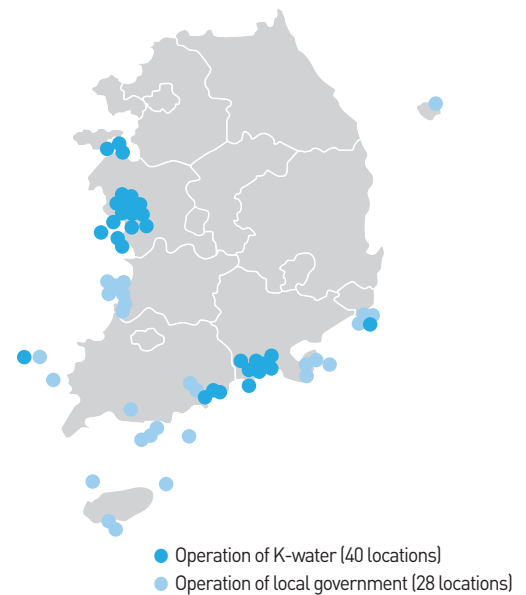 Operation of K-water (40 locations)
Operation of local government (28 locations)